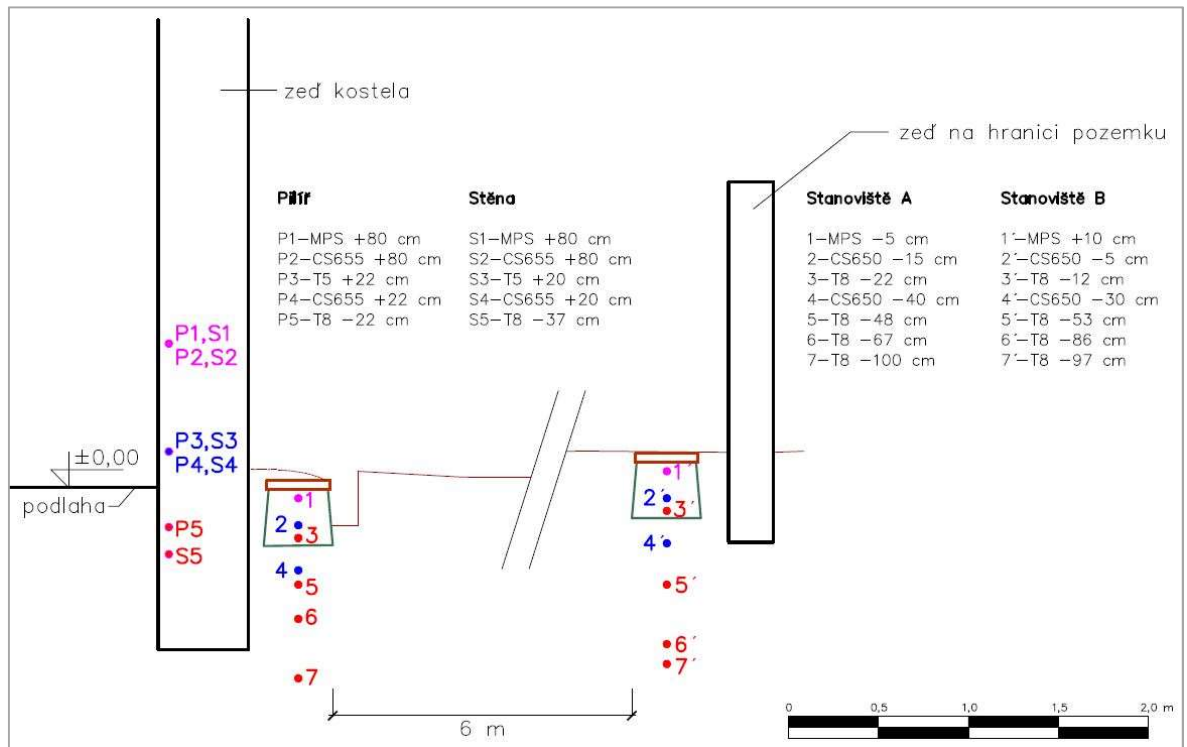 zeď kostela
zeď na hranici pozemku
Pilíř
P1-MPS +80 cm
P2-CS655 +80 cm
P3-T5 +22 cm
P4-CS655 +22 cm
P5-T8 -22 cm
Stěna
S1-MPS +80 cm
S2-CS655 +80 cm
S3-T5 +20 cm
S4-CS655 +20 cm
S5-T8 -37 cm
Stanoviště A
1-MPS -5 cm
2-CS650 -15 cm
3-T8 -22 cm
4-CS650 -40 cm
5-T8 -48 cm
6-T8 -67 cm
7-T8 -100 cm
Stanoviště B
1´-MPS +10 cm
2´-CS650 -5 cm
3´-T8 -12 cm
4´-CS650 -30 cm
5´-T8 -53 cm
6´-T8 -86 cm
7´-T8 -97 cm
P1,S1
P2,S2
P3,S3
P4,S4
±0,00
podlaha
P5
S5
1
2
3
4
5
6
7
1´
2´
3´
4´
5´
6´
7´
6 m
0 0,5 1,0 1,5 2,0 m